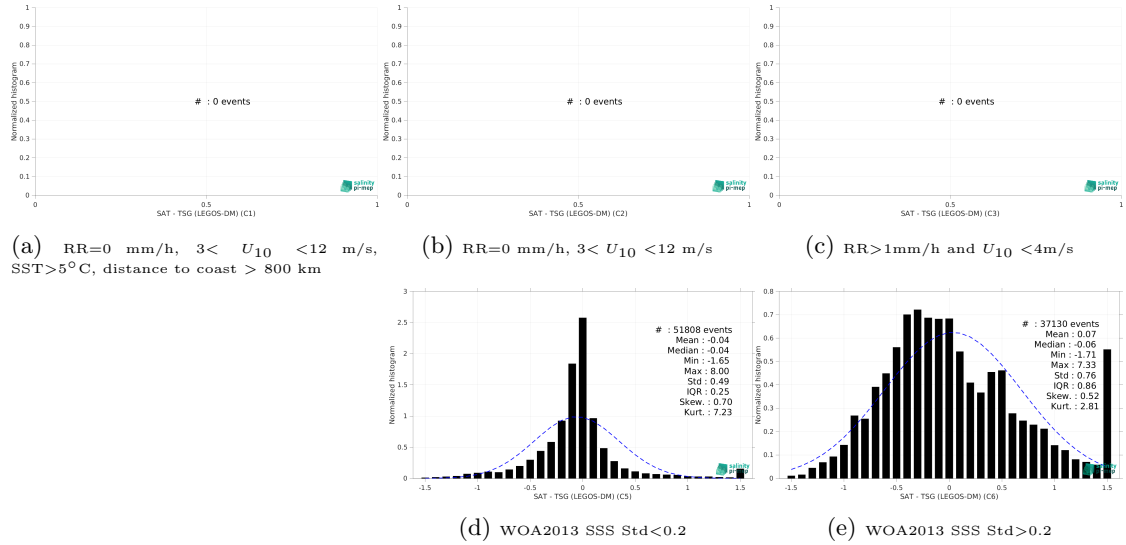 1
0.9
0.8
0.7
0.6
0.5
0.4
0.3
0.2
0.1
0
Normalized histogram
# : 0 events
salinity
pi-mep
0 0.5 1
SAT - TSG (LEGOS-DM) (C1)
(a) RR=0 mm/h, 3< U10 <12 m/s,
SST>5°C, distance to coast > 800 km
1
0.9
0.8
0.7
0.6
0.5
0.4
0.3
0.2
0.1
0
Normalized histogram
# : 0 events
salinity
pi-mep
0 0.5 1
SAT - TSG (LEGOS-DM) (C2)
(b) RR=0 mm/h, 3< U10 <12 m/s
1
0.9
0.8
0.7
0.6
0.5
0.4
0.3
0.2
0.1
0
Normalized histogram
# : 0 events
salinity
pi-mep
0 0.5 1
SAT - TSG (LEGOS-DM) (C3)
(c) RR>1mm/h and U10 <4m/s
3
2.5
2
1.5
1
0.5
0
Normalized histogram
# : 51808 events
Mean : -0.04
Median : -0.04
Min : -1.65
Max : 8.00
Std : 0.49
IQR : 0.25
Skew. : 0.70
Kurt. : 7.23
salinity
pi-mep
-1.5 -1 -0.5 0 0.5 1 1.5
SAT - TSG (LEGOS-DM) (C5)
(d) WOA2013 SSS Std<0.2
0.8
0.7
0.6
0.5
0.4
0.3
0.2
0.1
0
Normalized histogram
# : 37130 events
Mean : 0.07
Median : -0.06
Min : -1.71
Max : 7.33
Std : 0.76
IQR : 0.86
Skew. : 0.52
Kurt. : 2.81
salinity
pi-mep
-1.5 -1 -0.5 0 0.5 1 1.5
SAT - TSG (LEGOS-DM) (C6)
(e) WOA2013 SSS Std>0.2